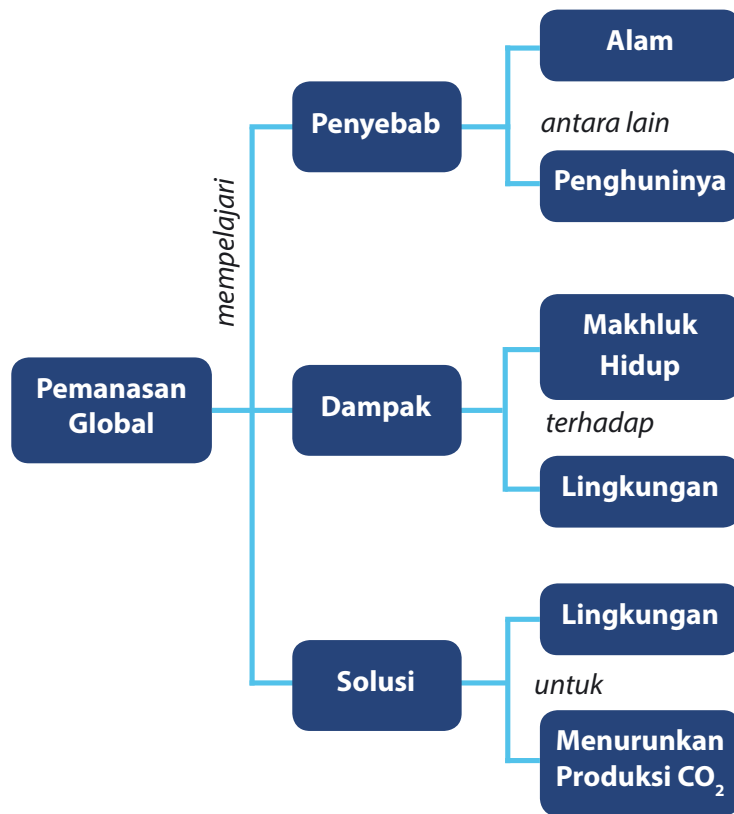 Alam
Penyebab
antara lain
Penghuninya
mempelajari
Makhluk
Hidup
Pemanasan
Global
Dampak
terhadap
Lingkungan
Lingkungan
Solusi
untuk
Menurunkan
Produksi CO₂